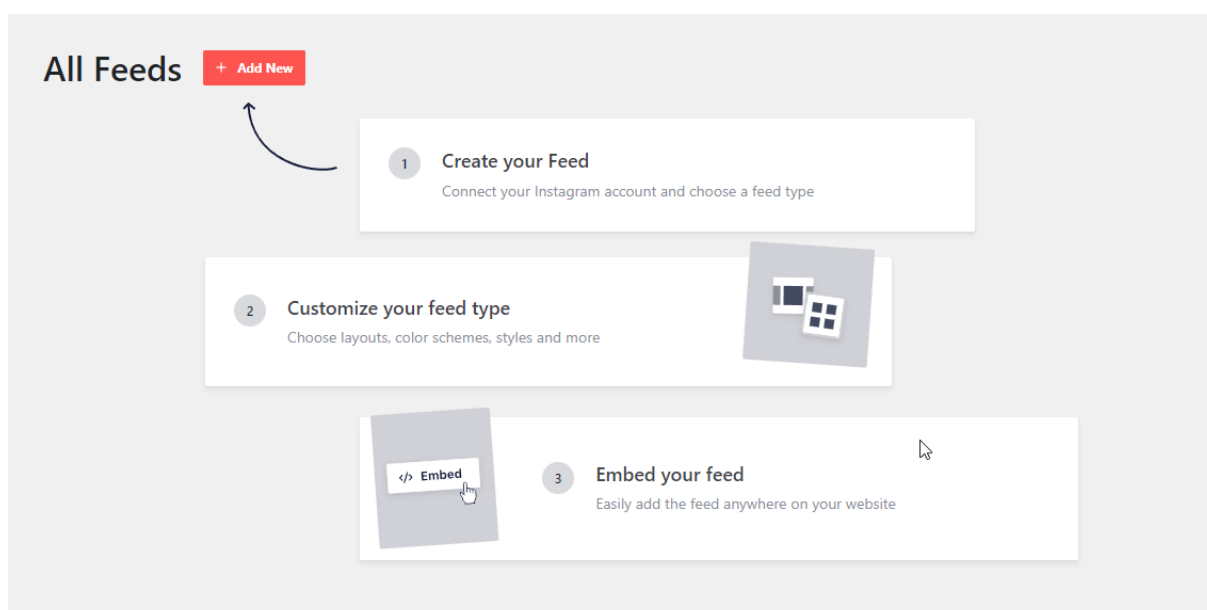 All Feeds
+ Add New
1
Create your Feed
Connect your Instagram account and choose a feed type
2
Customize your feed type
Choose layouts, color schemes, styles and more
</> Embed
3
Embed your feed
Easily add the feed anywhere on your website